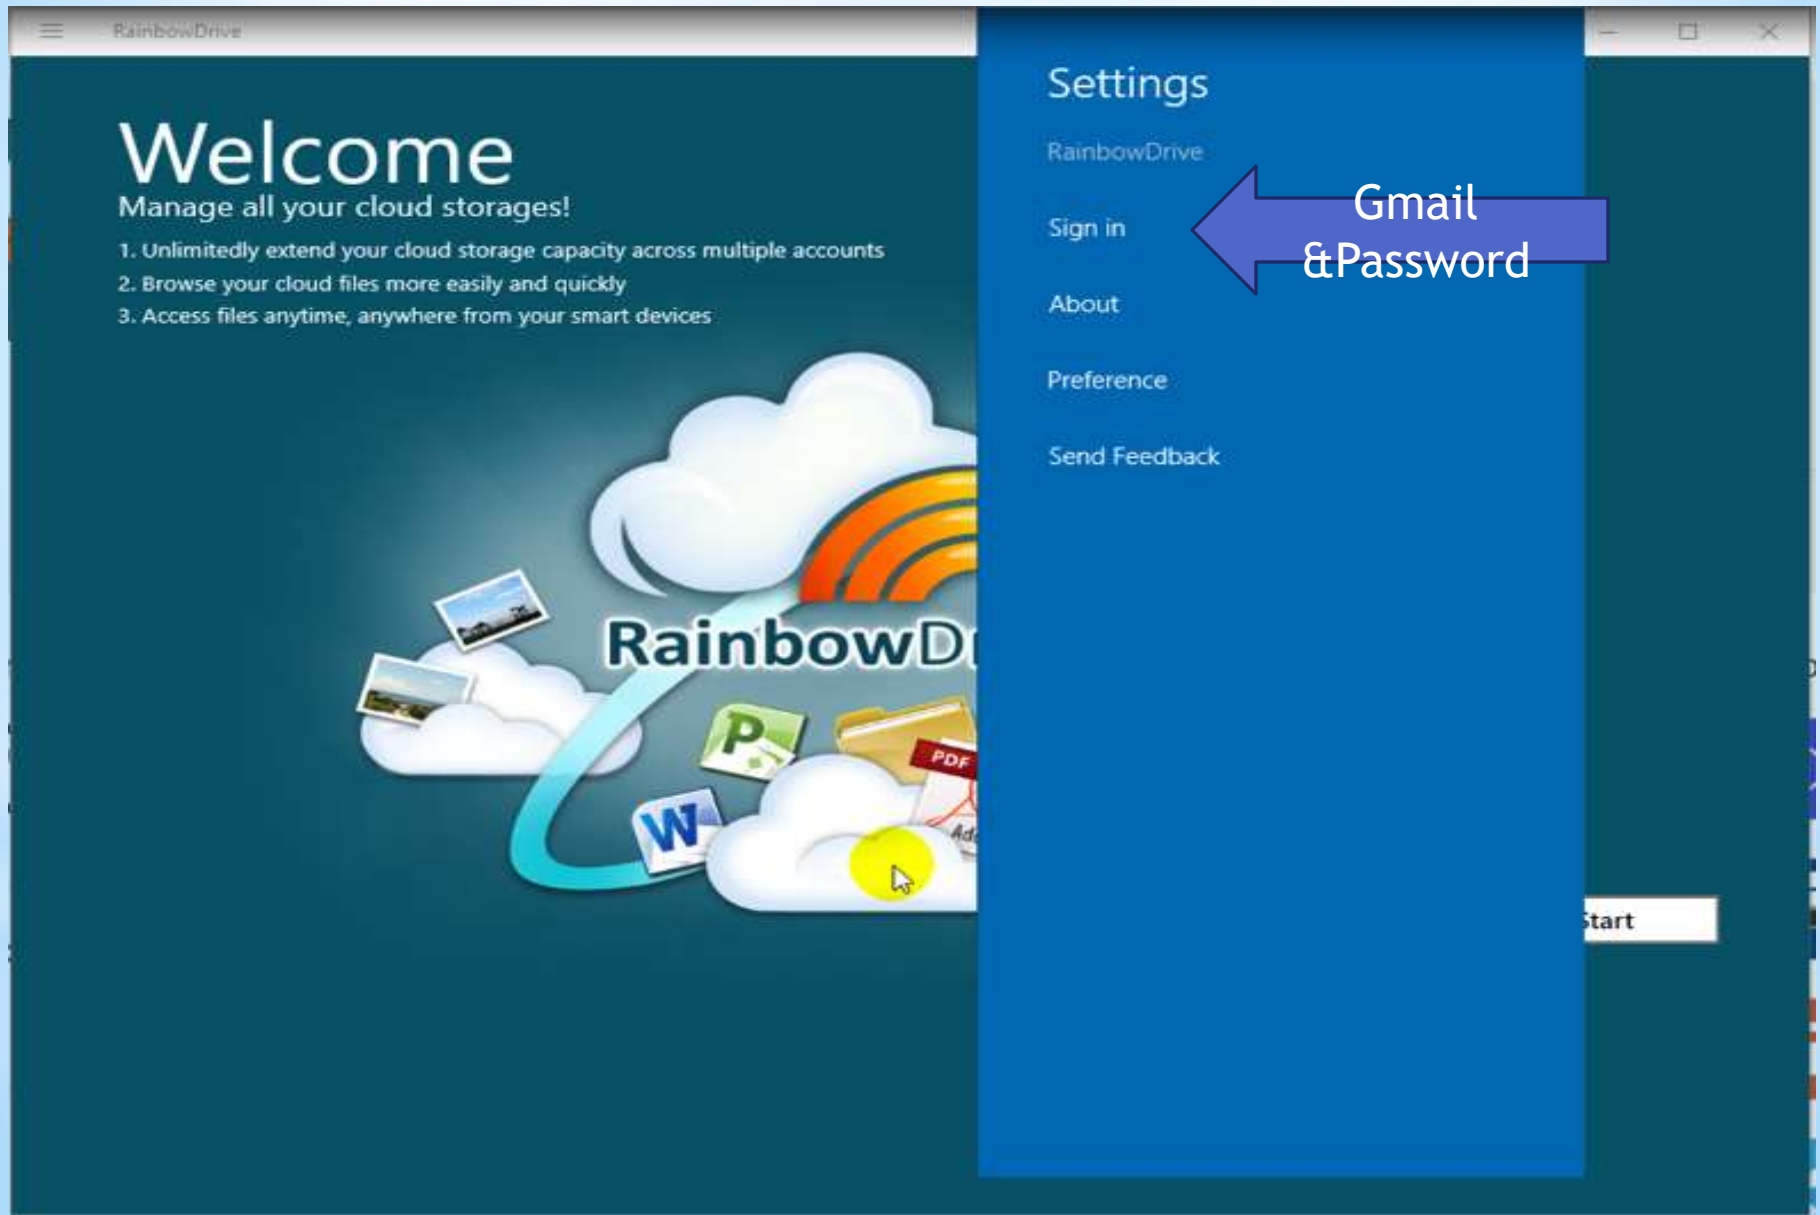 RainbowDrive
Welcome
Manage all your cloud storages!
1. Unlimitedly extend your cloud storage capacity across multiple accounts
2. Browse your cloud files more easily and quickly
3. Access files anytime, anywhere from your smart devices
RainbowDr
P
PDF
W
Ado
Settings
RainbowDrive
Sign in
Gmail
&Password
About
Preference
Send Feedback
Start